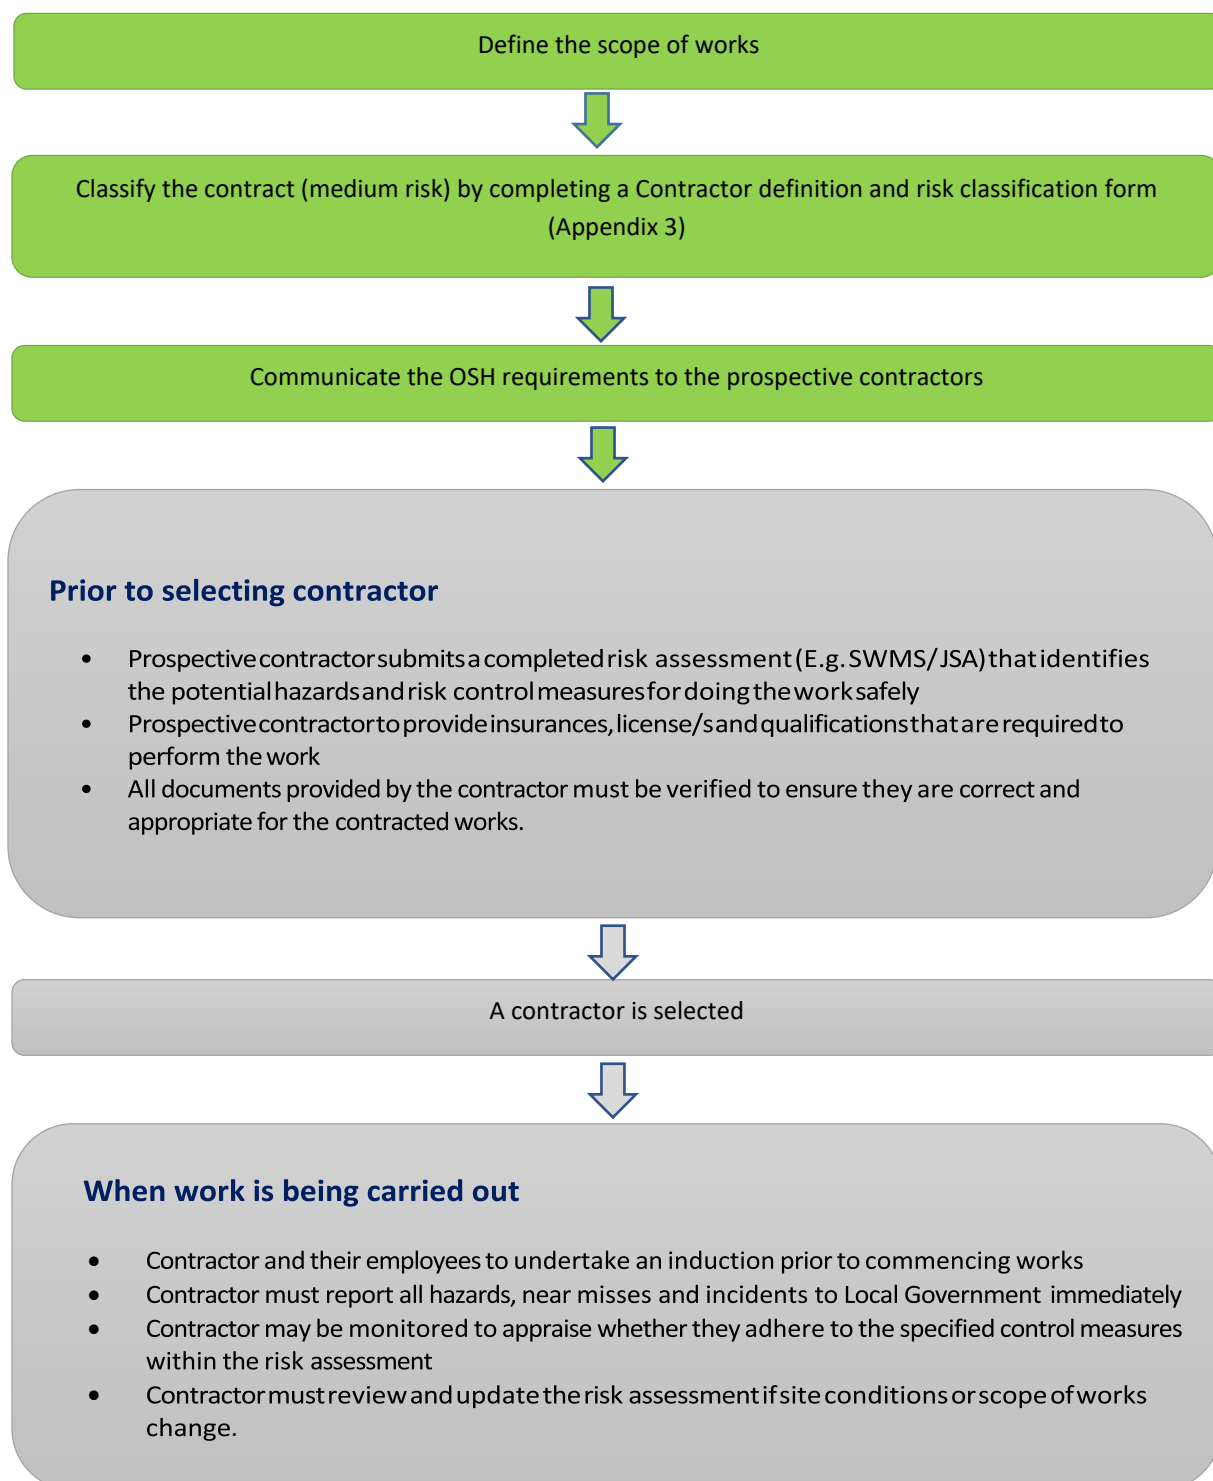 Define the scope of works
Classify the contract (medium risk) by completing a Contractor definition and risk classification form
(Appendix 3)
Communicate the OSH requirements to the prospective contractors
Prior to selecting contractor
• Prospective contractor submits a completed risk assessment (E.g. SWMS/JSA) that identifies
the potential hazards and risk control measures for doing the work safely
• Prospective contractor to provide insurances, license/s and qualifications that are required to
perform the work
• All documents provided by the contractor must be verified to ensure they are correct and
appropriate for the contracted works.
A contractor is selected
When work is being carried out
• Contractor and their employees to undertake an induction prior to commencing works
• Contractor must report all hazards, near misses and incidents to Local Government immediately
• Contractor may be monitored to appraise whether they adhere to the specified control measures
within the risk assessment
• Contractor must review and update the risk assessment if site conditions or scope of works
change.